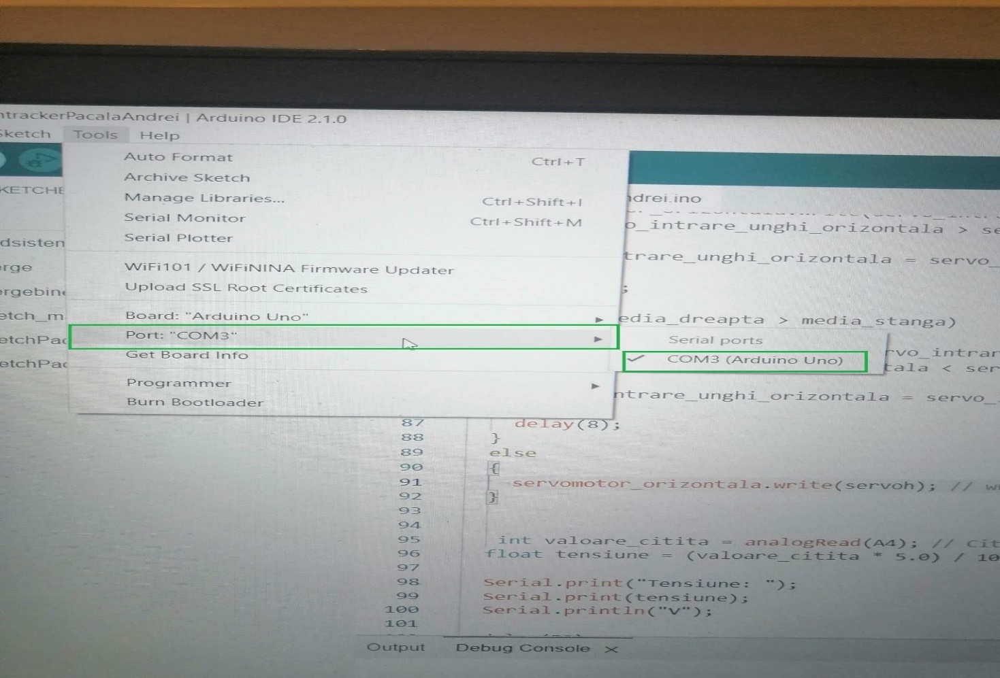 ntrackerPacalaAndrei | Arduino IDE 2.1.0
Sketch Tools Help
Auto Format Ctrl+T
Archive Sketch
Manage Libraries... Ctrl+Shift+I
Serial Monitor Ctrl+Shift+M
Serial Plotter
WiFi101 / WiFiNINA Firmware Updater
Upload SSL Root Certificates
Board: "Arduino Uno"
Port: "COM3"
Get Board Info
Programmer
Burn Bootloader
Serial ports
COM3 (Arduino Uno)
KETCHE
dsisten
erge
ergebine
etch_m
etchPac
etchPac
ndrei.ino
o_intrare_unghi_orizontala > se
trare_unghi_orizontala = servo_
;
edia_dreapta > media_stanga)
rvo_intrar
tala < ser
ntrare_unghi_orizontala = servo_
87 delay(8);
88 }
89 else
90 {
91 servomotor_orizontala.write(servoh); // w
92 }
93
94
95 int valoare_citita = analogRead(A4); // Cit
96 float tensiune = (valoare_citita * 5.0) / 10
97
98 Serial.print("Tensiune: ");
99 Serial.print(tensiune);
100 Serial.println("V");
101
Output Debug Console